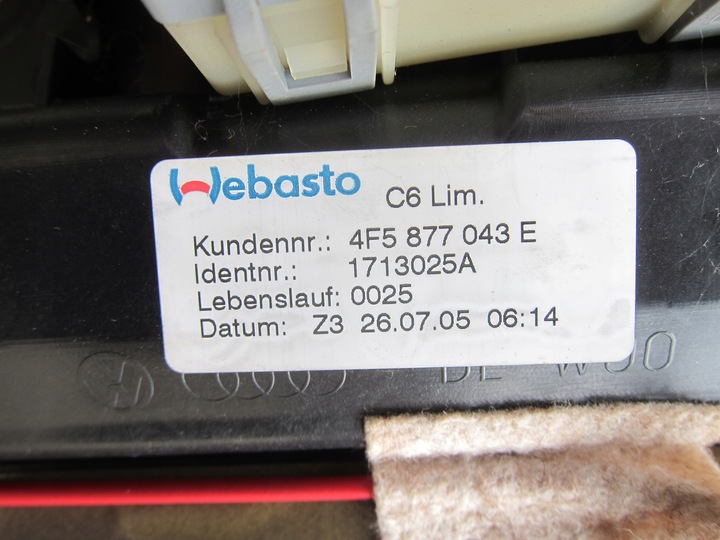 Webasto C6 Lim.
Kundennr.: 4F5 877 043 E
Identnr.: 1713025A
Lebenslauf: 0025
Datum: Z3 26.07.05 06:14